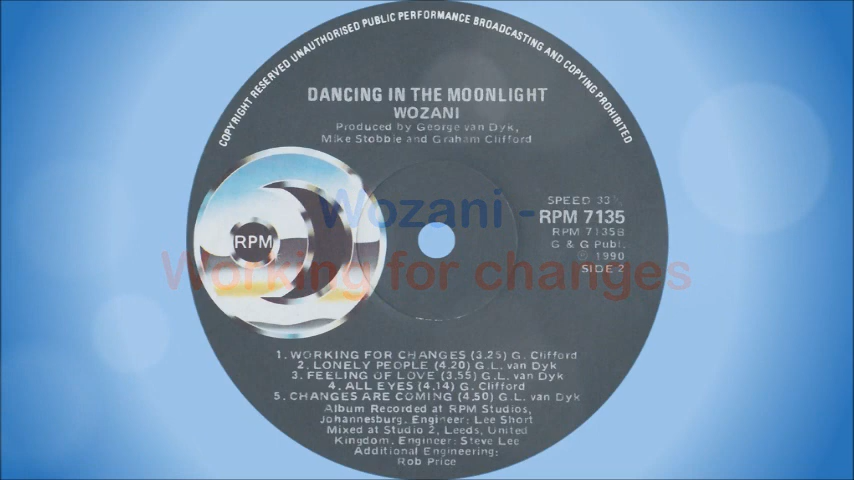 COPYRIGHT RESERVED UNAUTHORISED PUBLIC PERFORMANCE BROADCASTING AND COPYING PROHIBITED
DANCING IN THE MOONLIGHT
WOZANI
Produced by George van Dyk,
Mike Stobbie and Graham Clifford
Wozani -
Working for changes
RPM
SPEED 33⅓
RPM 7135
RPM 7135B
G & G Publ.
℗ 1990
SIDE 2
1. WORKING FOR CHANGES (3.25) G. Clifford
2. LONELY PEOPLE (4.20) G.L. van Dyk
3. FEELING OF LOVE (3.55) G.L. van Dyk
4. ALL EYES (4.14) G. Clifford
5. CHANGES ARE COMING (4.50) G.L. van Dyk
Album Recorded at RPM Studios,
Johannesburg. Engineer: Lee Short
Mixed at Studio 2, Leeds, United
Kingdom. Engineer: Steve Lee
Additional Engineering:
Rob Price